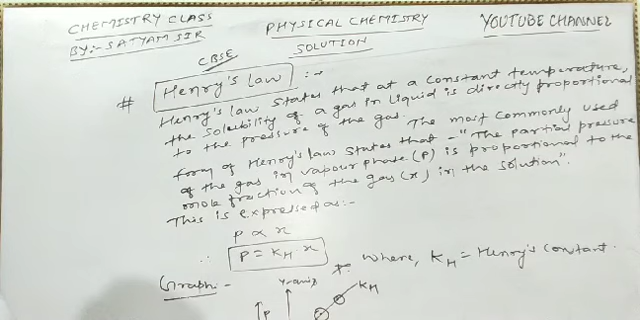 CHEMISTRY CLASS
BY:- SATYAM SIR
PHYSICAL CHEMISTRY
YOUTUBE CHANNEL
SOLUTION
CBSE
# Henry's Law :-
Henry's law states that at a constant temperature,
the solubility of a gas in liquid is directly proportional
to the pressure of the gas. The most commonly used
form of Henry's law states that - "The partial pressure
of the gas in vapour phase (P) is proportional to the
mole fraction of the gas (x) in the solution".
This is expressed as:-
P ∝ x
∴ P = KH . x
* where, KH = Henry's constant.
Graph:-
Y-axis
↑P
KH